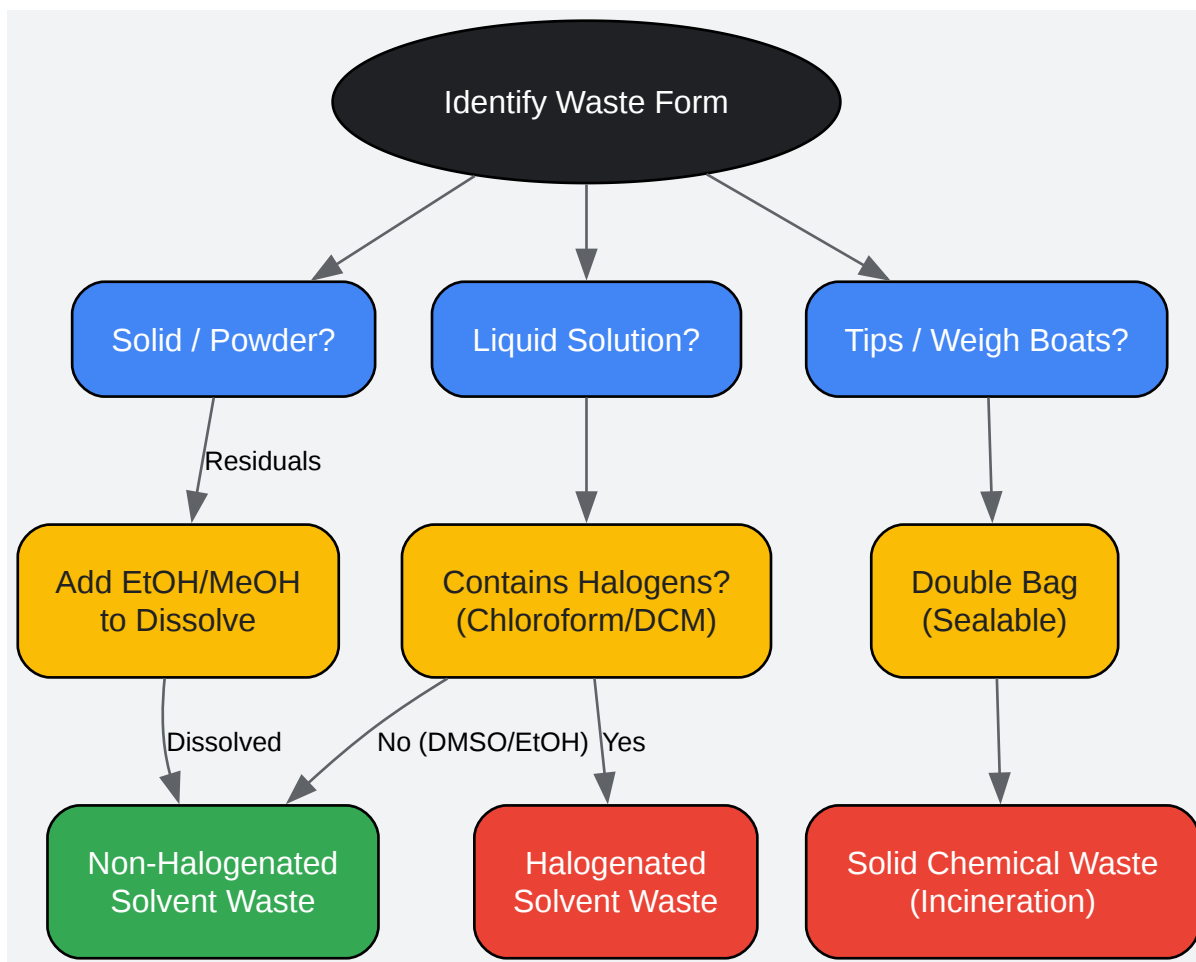 Identify Waste Form
Solid / Powder?
Liquid Solution?
Tips / Weigh Boats?
Residuals
Add EtOH/MeOH
to Dissolve
Contains Halogens?
(Chloroform/DCM)
Double Bag
(Sealable)
Dissolved
No (DMSO/EtOH)
Yes
Non-Halogenated
Solvent Waste
Halogenated
Solvent Waste
Solid Chemical Waste
(Incineration)